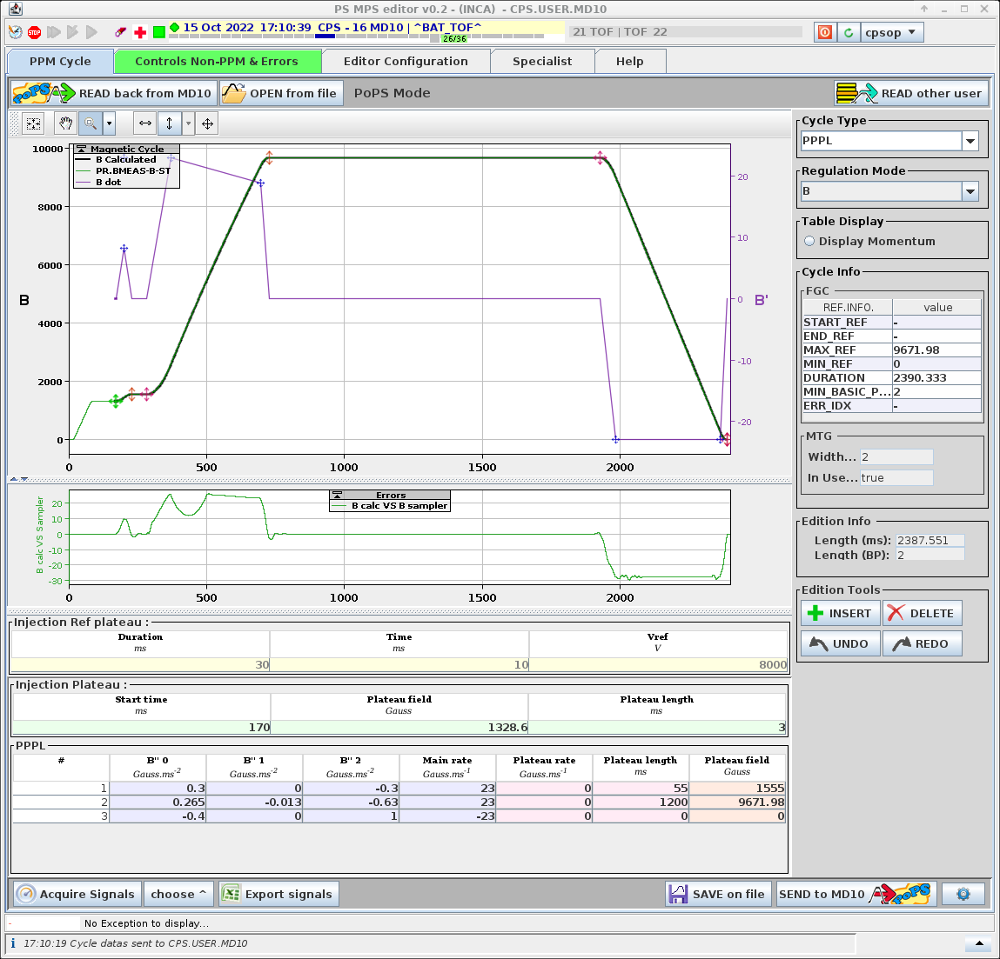 PS MPS editor v0.2 - (INCA)  - CPS.USER.MD10
15 Oct 2022  17:10:39  CPS - 16 MD10 | ^BAT_TOF^
26/36
21 TOF | TOF  22
cpsop
PPM Cycle
Controls Non-PPM & Errors
Editor Configuration
Specialist
Help
PoPS
READ back from MD10
OPEN from file
PoPS Mode
READ other user
Magnetic Cycle
B Calculated
PR.BMEAS-B-ST
B dot
10000
8000
6000
4000
2000
0
B
20
10
0
-10
-20
B'
0
500
1000
1500
2000
Errors
B calc VS B sampler
B calc VS Sampler
20
10
0
-10
-20
-30
0
500
1000
1500
2000
Cycle Type
PPPL
Regulation Mode
B
Table Display
Display Momentum
Cycle Info
FGC
REF.INFO. value
START_REF -
END_REF -
MAX_REF 9671.98
MIN_REF 0
DURATION 2390.333
MIN_BASIC_P... 2
ERR_IDX -
MTG
Width... 2
In Use... true
Edition Info
Length (ms): 2387.551
Length (BP): 2
Edition Tools
INSERT
DELETE
UNDO
REDO
Injection Ref plateau :
Duration Time Vref
ms ms V
30 10 8000
Injection Plateau :
Start time Plateau field Plateau length
ms Gauss ms
170 1328.6 3
PPPL
# B'' 0 B'' 1 B'' 2 Main rate Plateau rate Plateau length Plateau field
Gauss.ms-2 Gauss.ms-2 Gauss.ms-2 Gauss.ms-1 Gauss.ms-1 ms Gauss
1 0.3 0 -0.3 23 0 55 1555
2 0.265 -0.013 -0.63 23 0 1200 9671.98
3 -0.4 0 1 -23 0 0 0
Acquire Signals
choose ^
Export signals
SAVE on file
SEND to MD10
PoPS
- No Exception to display...
17:10:19 Cycle datas sent to CPS.USER.MD10